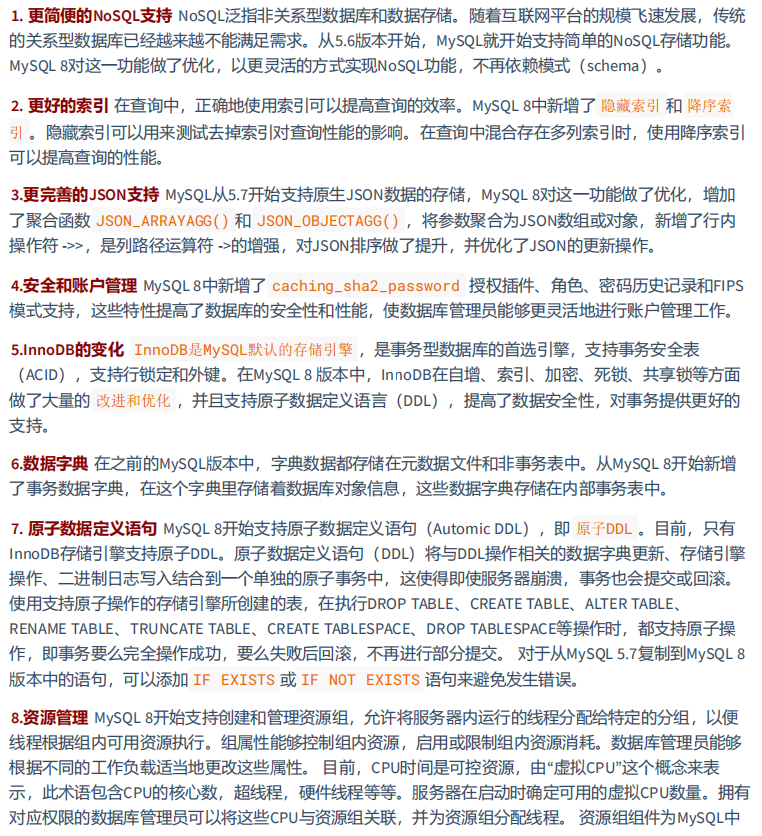 1. 更简便的NoSQL支持 NoSQL泛指非关系型数据库和数据存储。随着互联网平台的规模飞速发展，传统
的关系型数据库已经越来越不能满足需求。从5.6版本开始，MySQL就开始支持简单的NoSQL存储功能。
MySQL 8对这一功能做了优化，以更灵活的方式实现NoSQL功能，不再依赖模式（schema）。
2. 更好的索引 在查询中，正确地使用索引可以提高查询的效率。MySQL 8中新增了 隐藏索引 和 降序索
引 。隐藏索引可以用来测试去掉索引对查询性能的影响。在查询中混合存在多列索引时，使用降序索引
可以提高查询的性能。
3.更完善的JSON支持 MySQL从5.7开始支持原生JSON数据的存储，MySQL 8对这一功能做了优化，增加
了聚合函数 JSON_ARRAYAGG() 和 JSON_OBJECTAGG() ，将参数聚合为JSON数组或对象，新增了行内
操作符 ->>，是列路径运算符 ->的增强，对JSON排序做了提升，并优化了JSON的更新操作。
4.安全和账户管理 MySQL 8中新增了 caching_sha2_password 授权插件、角色、密码历史记录和FIPS
模式支持，这些特性提高了数据库的安全性和性能，使数据库管理员能够更灵活地进行账户管理工作。
5.InnoDB的变化 InnoDB是MySQL默认的存储引擎 ，是事务型数据库的首选引擎，支持事务安全表
（ACID），支持行锁定和外键。在MySQL 8 版本中，InnoDB在自增、索引、加密、死锁、共享锁等方面
做了大量的 改进和优化 ，并且支持原子数据定义语言（DDL），提高了数据安全性，对事务提供更好的
支持。
6.数据字典 在之前的MySQL版本中，字典数据都存储在元数据文件和非事务表中。从MySQL 8开始新增
了事务数据字典，在这个字典里存储着数据库对象信息，这些数据字典存储在内部事务表中。
7. 原子数据定义语句 MySQL 8开始支持原子数据定义语句（Automic DDL），即 原子DDL 。目前，只有
InnoDB存储引擎支持原子DDL。原子数据定义语句（DDL）将与DDL操作相关的数据字典更新、存储引擎
操作、二进制日志写入结合到一个单独的原子事务中，这使得即使服务器崩溃，事务也会提交或回滚。
使用支持原子操作的存储引擎所创建的表，在执行DROP TABLE、CREATE TABLE、ALTER TABLE、
RENAME TABLE、TRUNCATE TABLE、CREATE TABLESPACE、DROP TABLESPACE等操作时，都支持原子操
作，即事务要么完全操作成功，要么失败后回滚，不再进行部分提交。 对于从MySQL 5.7复制到MySQL 8
版本中的语句，可以添加 IF EXISTS 或 IF NOT EXISTS 语句来避免发生错误。
8.资源管理 MySQL 8开始支持创建和管理资源组，允许将服务器内运行的线程分配给特定的分组，以便
线程根据组内可用资源执行。组属性能够控制组内资源，启用或限制组内资源消耗。数据库管理员能够
根据不同的工作负载适当地更改这些属性。 目前，CPU时间是可控资源，由“虚拟CPU”这个概念来表
示，此术语包含CPU的核心数，超线程，硬件线程等等。服务器在启动时确定可用的虚拟CPU数量。拥有
对应权限的数据库管理员可以将这些CPU与资源组关联，并为资源组分配线程。 资源组组件为MySQL中